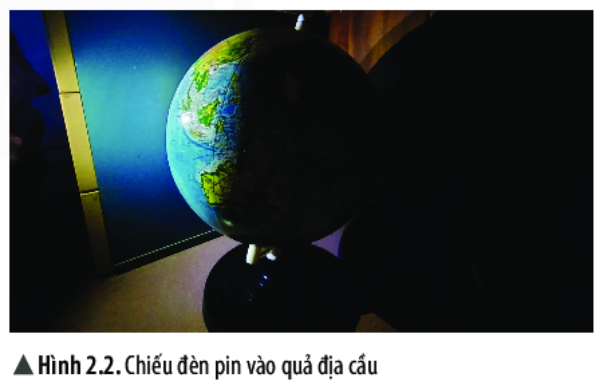 ▲ Hình 2.2. Chiếu đèn pin vào quả địa cầu